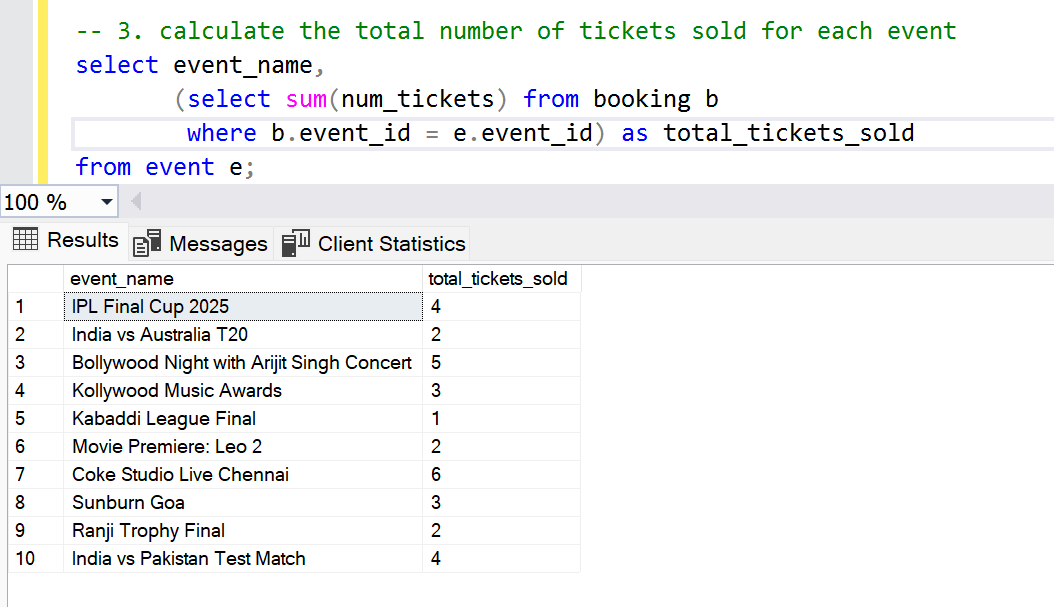 -- 3. calculate the total number of tickets sold for each event
select event_name,
(select sum(num_tickets) from booking b
where b.event_id = e.event_id) as total_tickets_sold
from event e;
100 %
Results Messages Client Statistics
event_name total_tickets_sold
1 IPL Final Cup 2025 4
2 India vs Australia T20 2
3 Bollywood Night with Arijit Singh Concert 5
4 Kollywood Music Awards 3
5 Kabaddi League Final 1
6 Movie Premiere: Leo 2 2
7 Coke Studio Live Chennai 6
8 Sunburn Goa 3
9 Ranji Trophy Final 2
10 India vs Pakistan Test Match 4